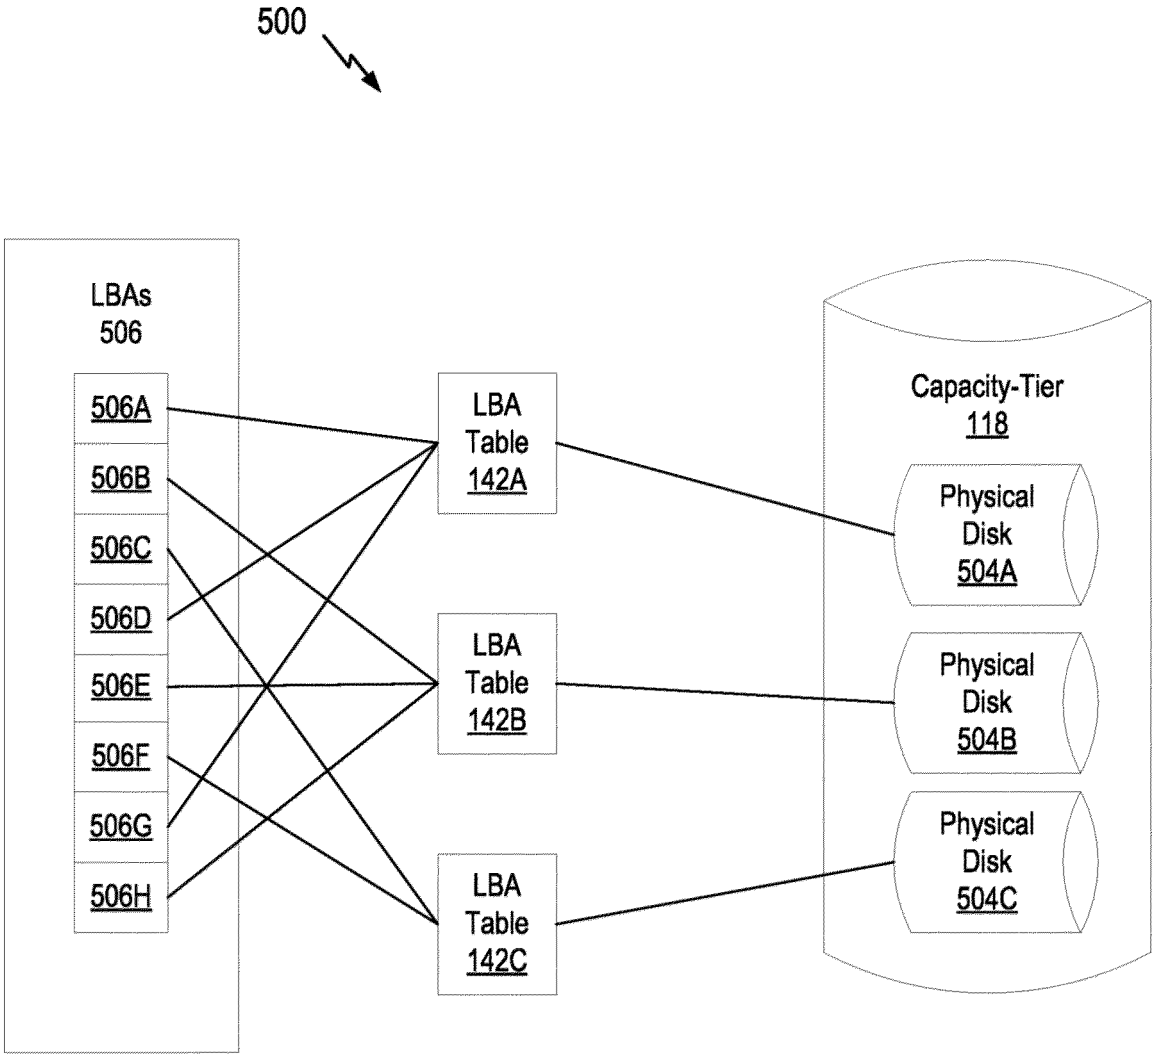 500
LBAs
506
506A
506B
506C
506D
506E
506F
506G
506H
LBA
Table
142A
LBA
Table
142B
LBA
Table
142C
Capacity-Tier
118
Physical
Disk
504A
Physical
Disk
504B
Physical
Disk
504C